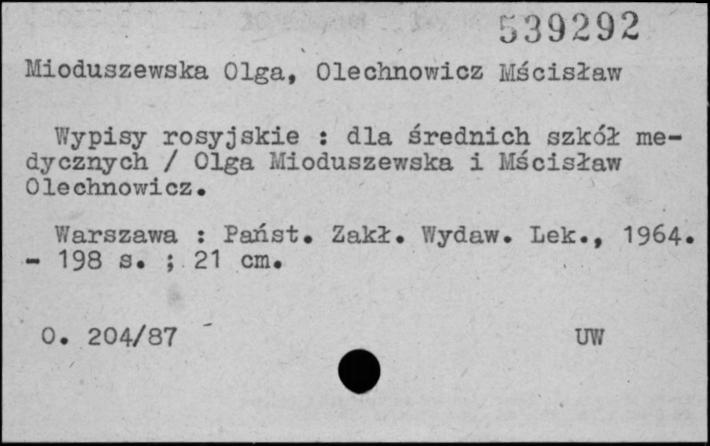 539292
Mioduszewska Olga, Olechnowicz Mścisław
Wypisy rosyjskie : dla średnich szkół me-
dycznych / Olga Mioduszewska i Mścisław
Olechnowicz.
Warszawa : Państ. Zakł. Wydaw. Lek., 1964.
- 198 s. ; 21 cm.
O. 204/87 UW